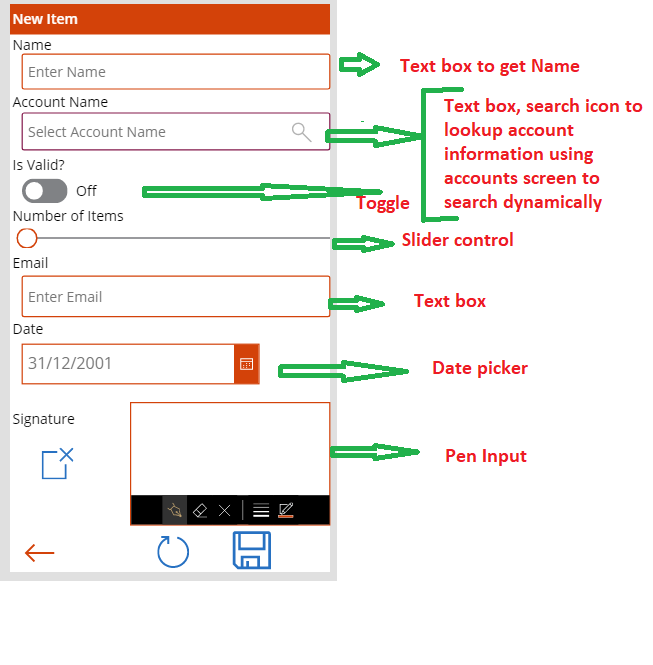 New Item
Name
Enter Name
Text box to get Name
Account Name
Select Account Name
Text box, search icon to
lookup account
information using
accounts screen to
search dynamically
Is Valid?
Off
Toggle
Number of Items
Slider control
Email
Enter Email
Text box
Date
31/12/2001
Date picker
Signature
Pen Input